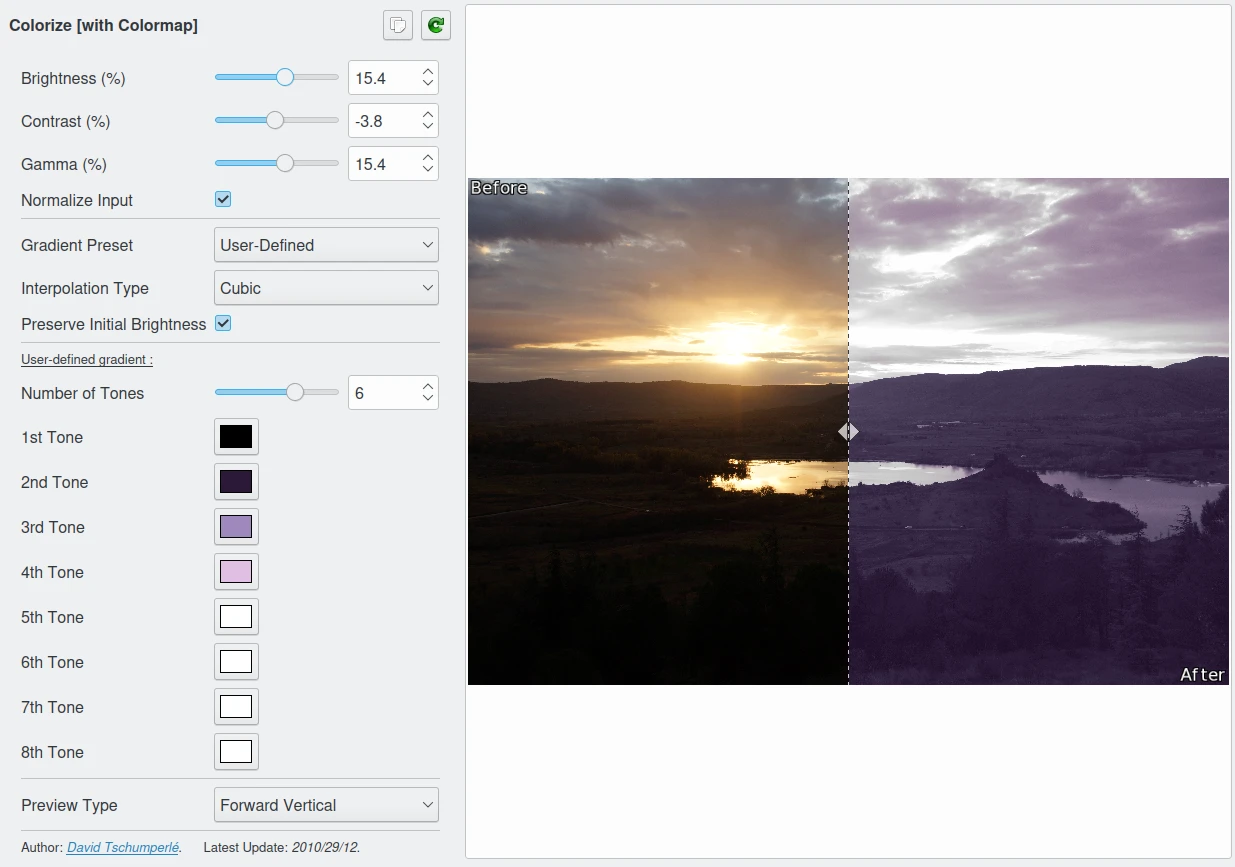 Colorize [with Colormap]
Brightness (%) 15.4
Contrast (%) -3.8
Gamma (%) 15.4
Normalize Input
Gradient Preset User-Defined
Interpolation Type Cubic
Preserve Initial Brightness
User-defined gradient :
Number of Tones 6
1st Tone
2nd Tone
3rd Tone
4th Tone
5th Tone
6th Tone
7th Tone
8th Tone
Preview Type Forward Vertical
Author: David Tschumperlé. Latest Update: 2010/29/12.
Before
After